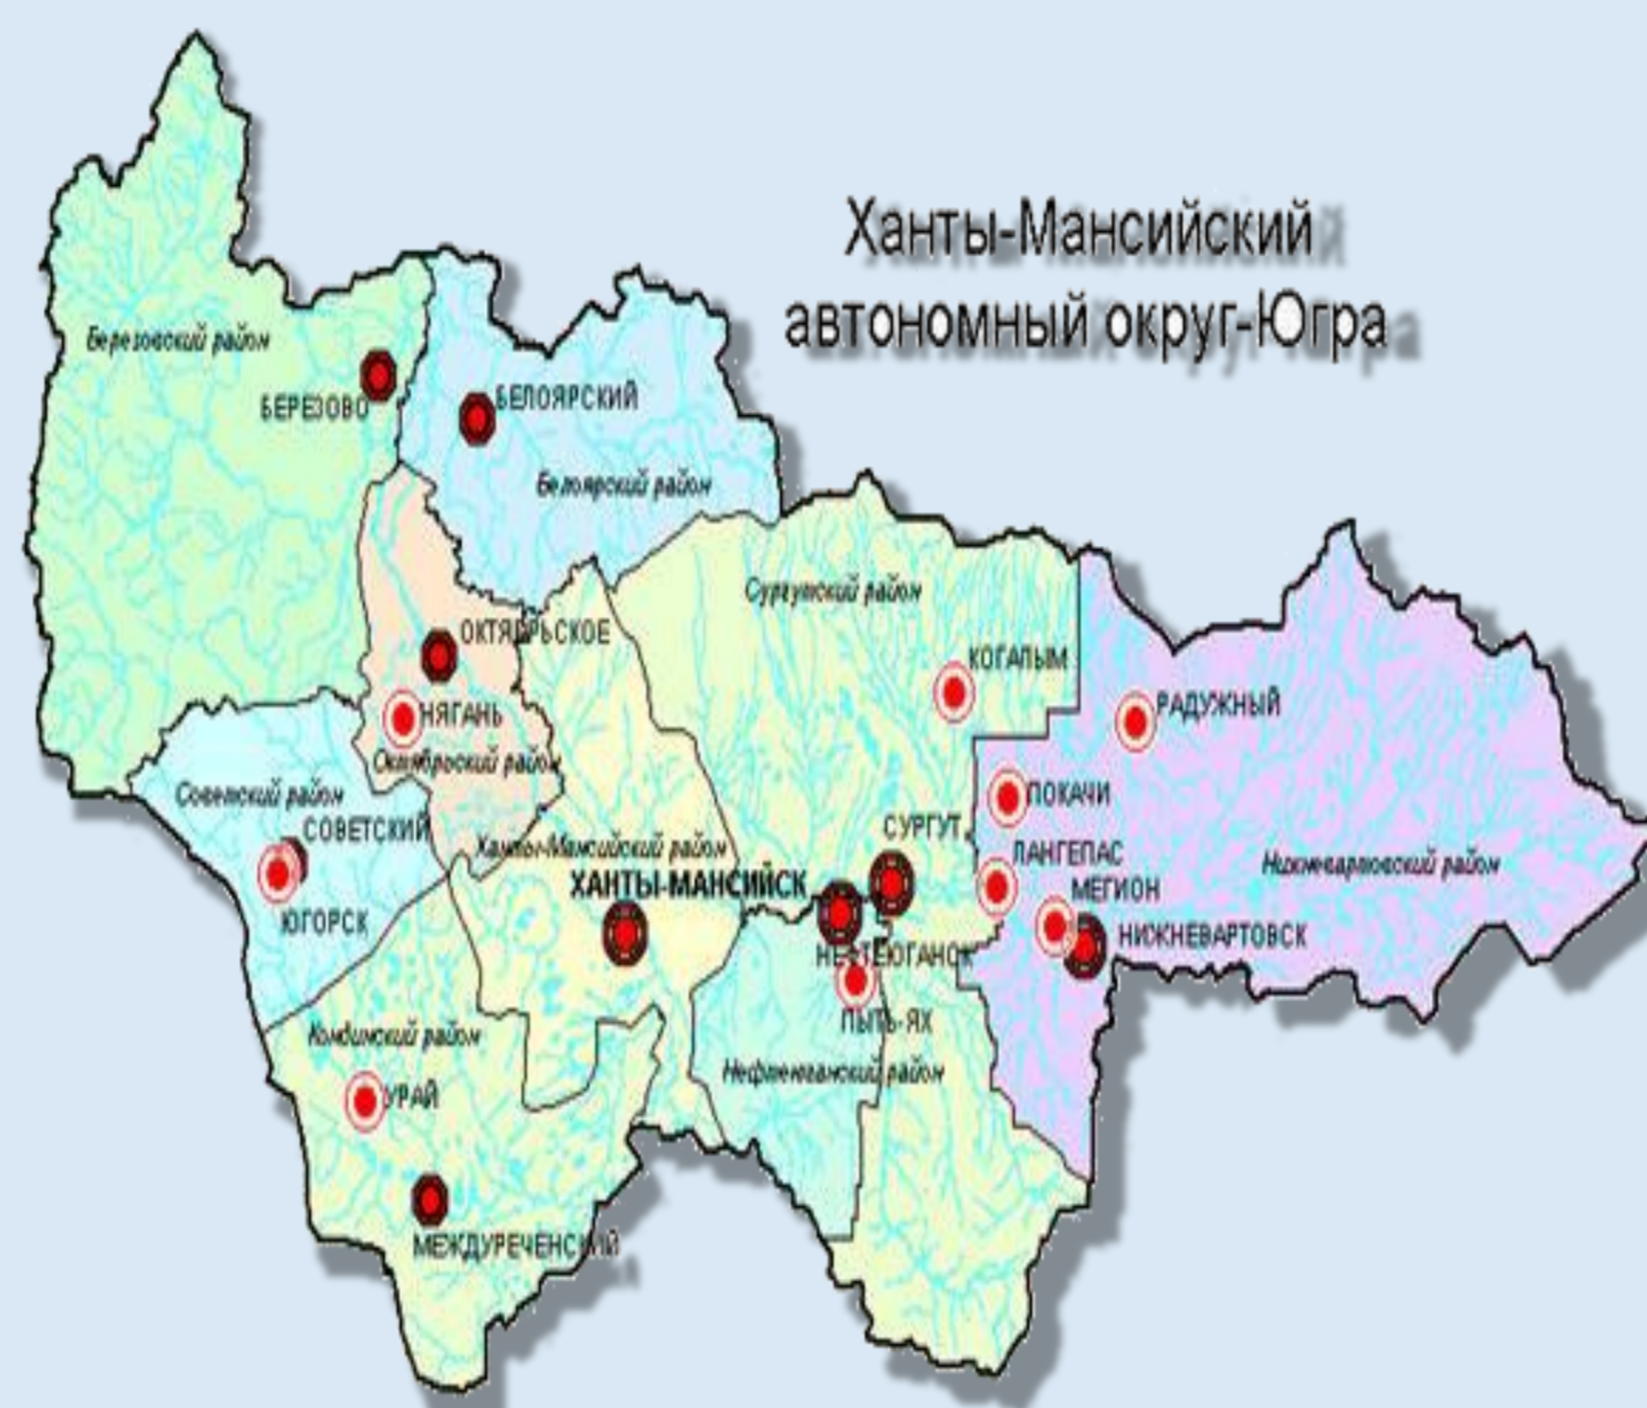 Ханты-Мансийский
автономный округ-Югра
Березовский район
БЕРЕЗОВО
БЕЛОЯРСКИЙ
Белоярский район
Сургутский район
ОКТЯБРЬСКОЕ
КОГАЛЫМ
РАДУЖНЫЙ
НЯГАНЬ
Октябрьский район
Советский район
ПОКАЧИ
СОВЕТСКИЙ
СУРГУТ
Ханты-Мансийский район
ЛАНГЕПАС
Нижневартовский район
ХАНТЫ-МАНСИЙСК
МЕГИОН
ЮГОРСК
НИЖНЕВАРТОВСК
НЕФТЕЮГАНСК
ПЫТЬ-ЯХ
Кондинский район
Нефтеюганский район
УРАЙ
МЕЖДУРЕЧЕНСКИЙ